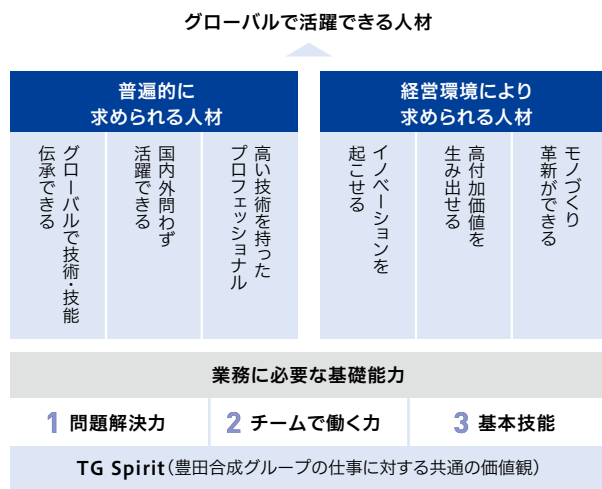 グローバルで活躍できる人材
普遍的に
求められる人材
グローバルで技術・技能
伝承できる
国内外問わず
活躍できる
高い技術を持った
プロフェッショナル
経営環境により
求められる人材
イノベーションを
起こせる
高付加価値を
生み出せる
モノづくり
革新ができる
業務に必要な基礎能力
1 問題解決力
2 チームで働く力
3 基本技能
TG Spirit（豊田合成グループの仕事に対する共通の価値観）